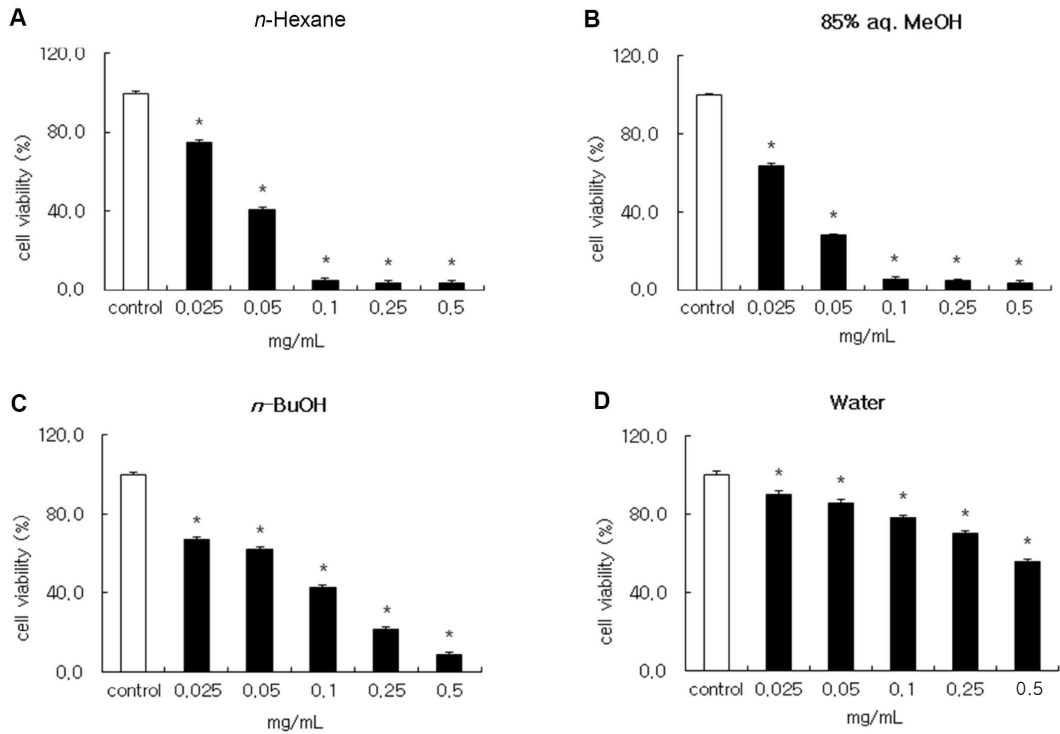 A
n-Hexane
120.0
80.0
40.0
0.0
cell viability (%)
* * * * *
control 0.025 0.05 0.1 0.25 0.5
mg/mL
B
85% aq. MeOH
120.0
80.0
40.0
0.0
cell viability (%)
* * * * *
control 0.025 0.05 0.1 0.25 0.5
mg/mL
C
n-BuOH
120.0
80.0
40.0
0.0
cell viability (%)
* * * * *
control 0.025 0.05 0.1 0.25 0.5
mg/mL
D
Water
120.0
80.0
40.0
0.0
cell viability (%)
* * * * *
control 0.025 0.05 0.1 0.25 0.5
mg/mL